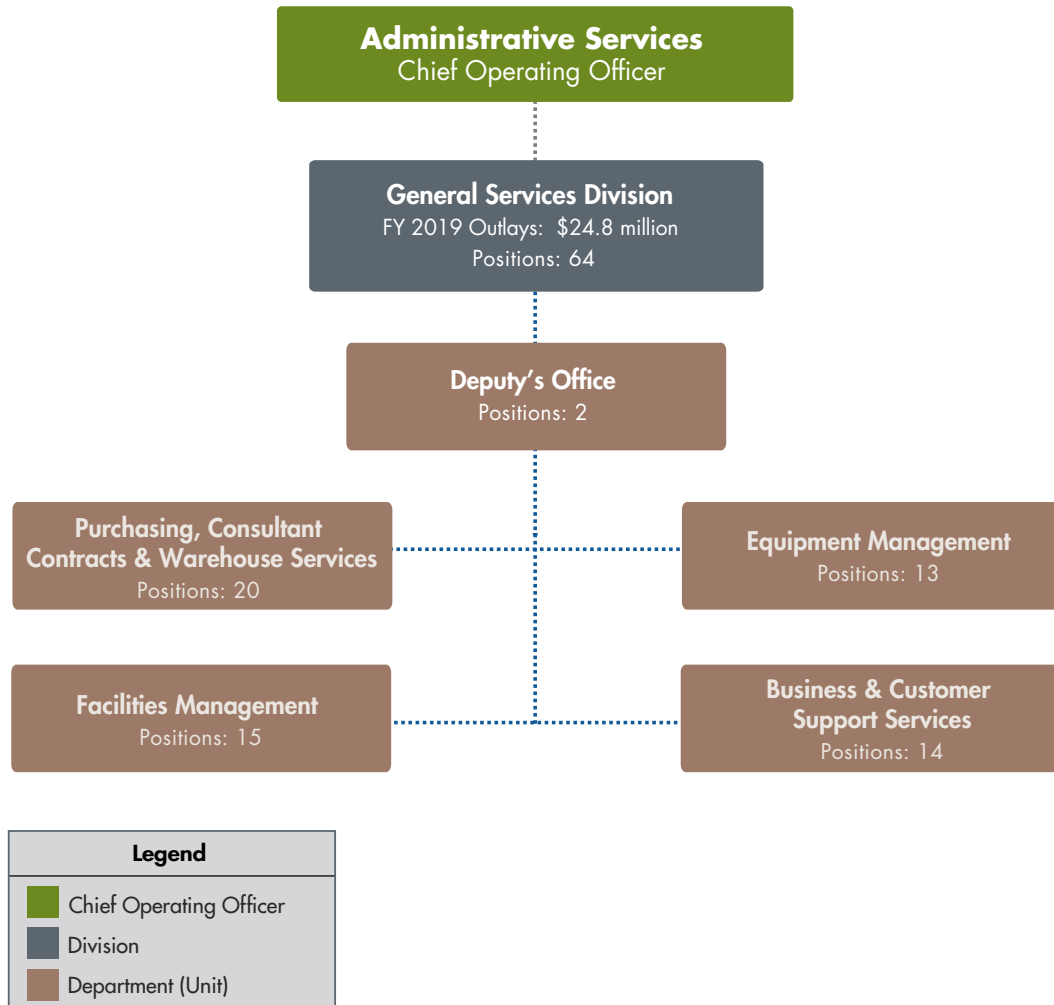 Administrative Services
Chief Operating Officer
General Services Division
FY 2019 Outlays: $24.8 million
Positions: 64
Deputy’s Office
Positions: 2
Purchasing, Consultant
Contracts & Warehouse Services
Positions: 20
Equipment Management
Positions: 13
Facilities Management
Positions: 15
Business & Customer
Support Services
Positions: 14
Legend
Chief Operating Officer
Division
Department (Unit)